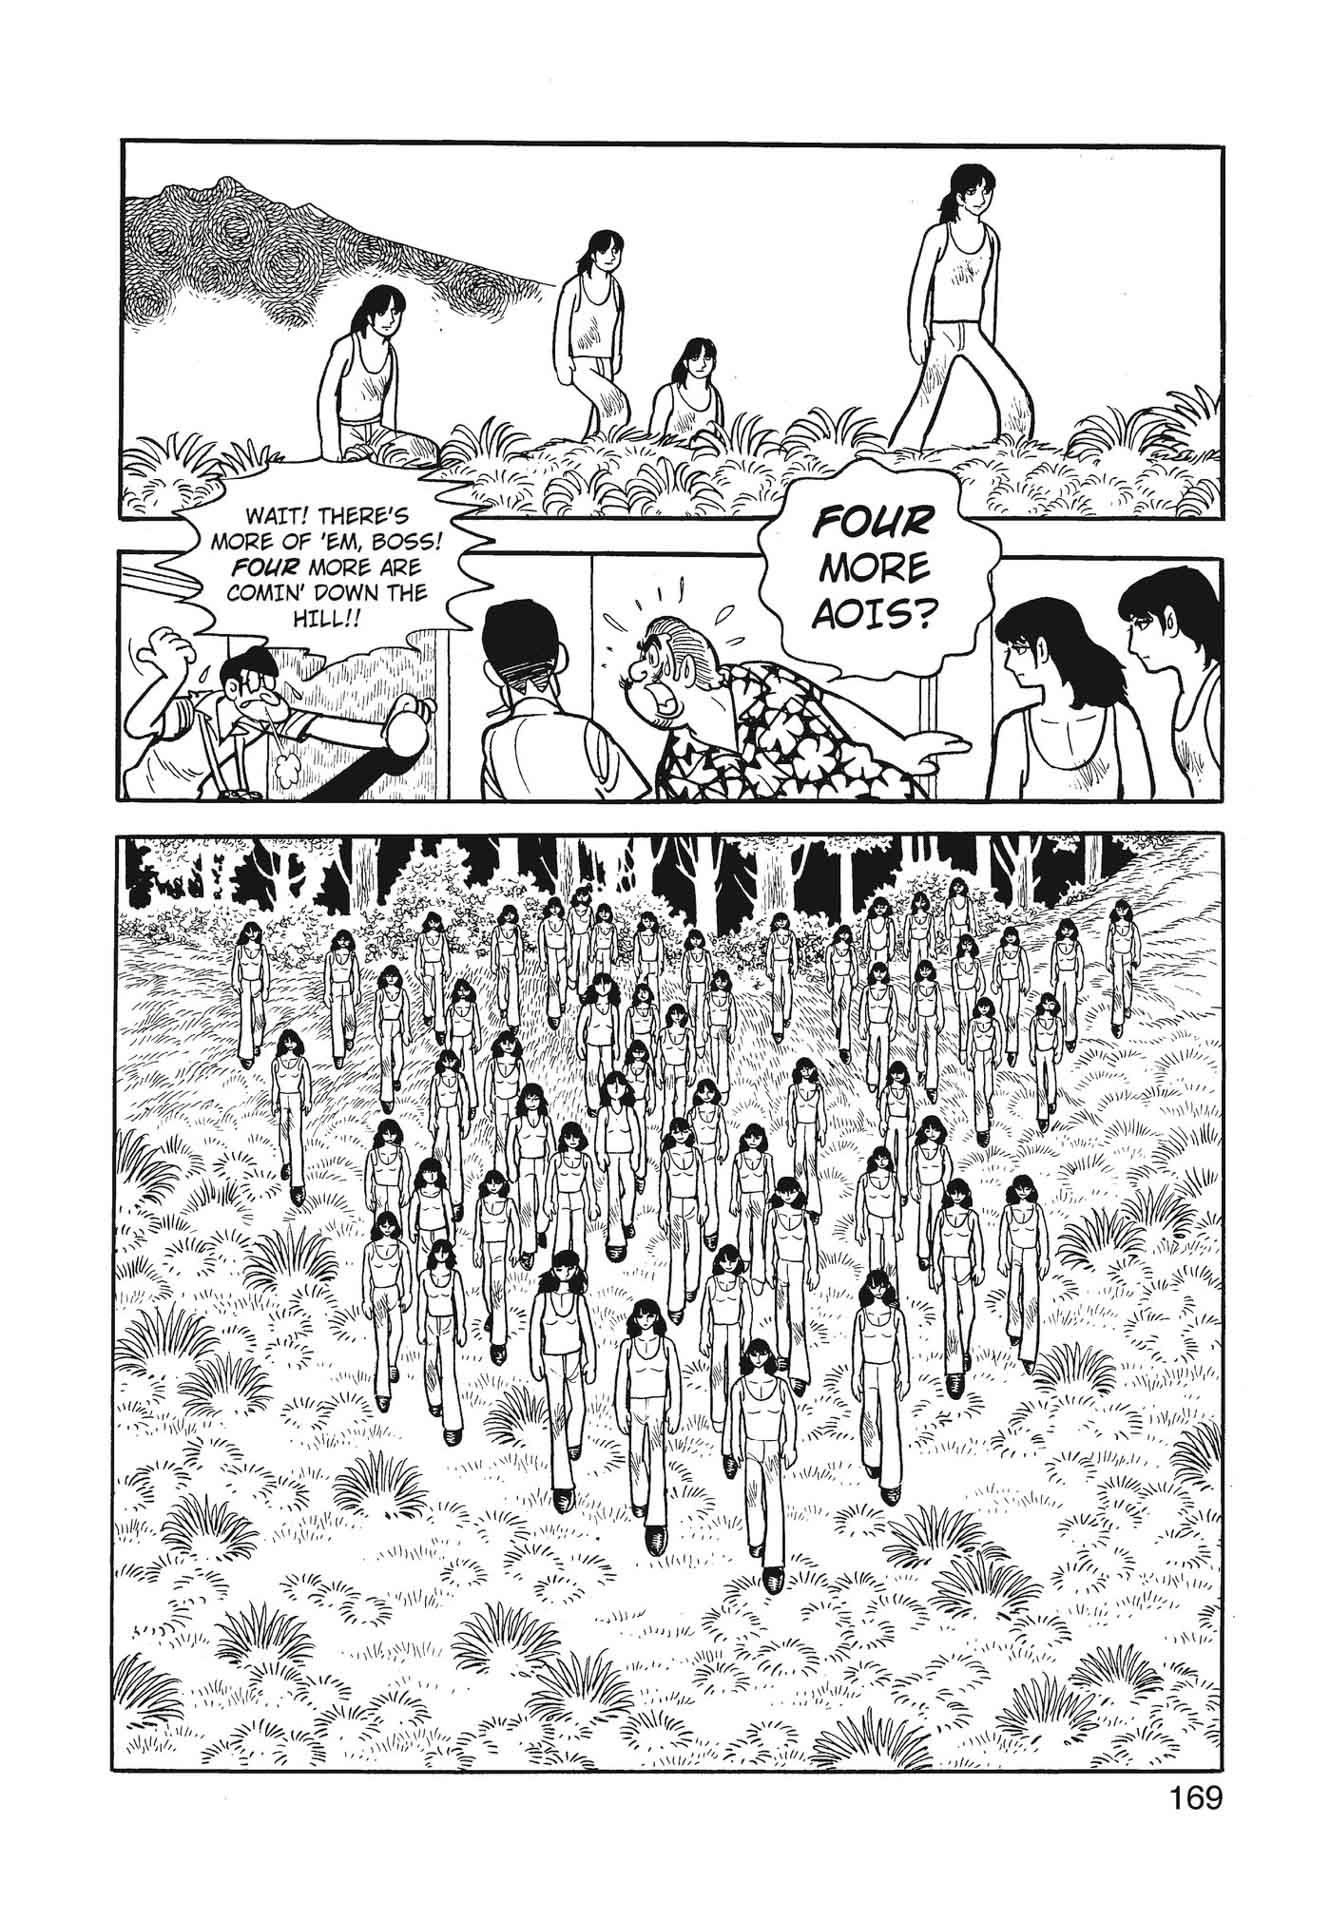 WAIT! THERE'S
MORE OF 'EM, BOSS!
FOUR MORE ARE
COMIN' DOWN THE
HILL!!
FOUR
MORE
AOIS?
169